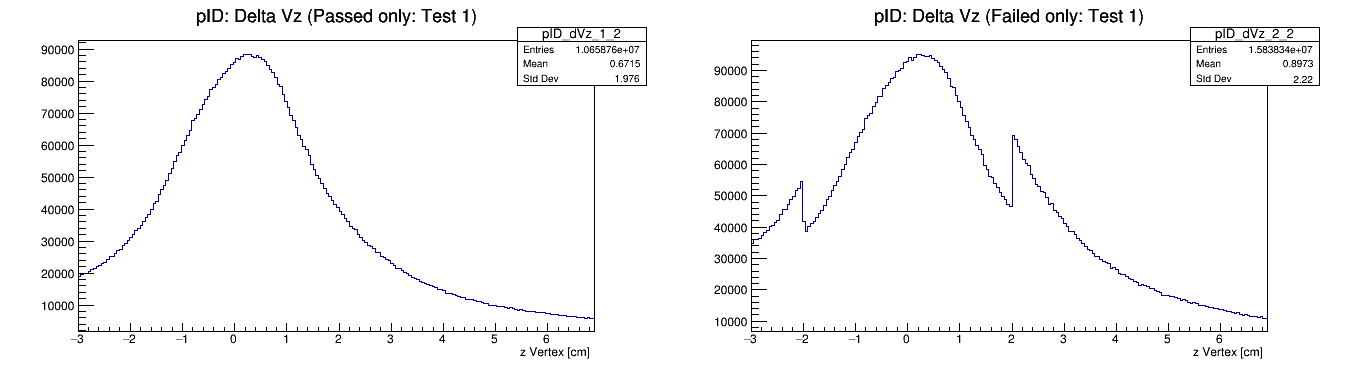 pID: Delta Vz (Passed only: Test 1)
pID_dVz_1_2
Entries 1.065876e+07
Mean 0.6715
Std Dev 1.976
90000
80000
70000
60000
50000
40000
30000
20000
10000
−3 −2 −1 0 1 2 3 4 5 6
z Vertex [cm]
pID: Delta Vz (Failed only: Test 1)
pID_dVz_2_2
Entries 1.583834e+07
Mean 0.8973
Std Dev 2.22
90000
80000
70000
60000
50000
40000
30000
20000
10000
−3 −2 −1 0 1 2 3 4 5 6
z Vertex [cm]